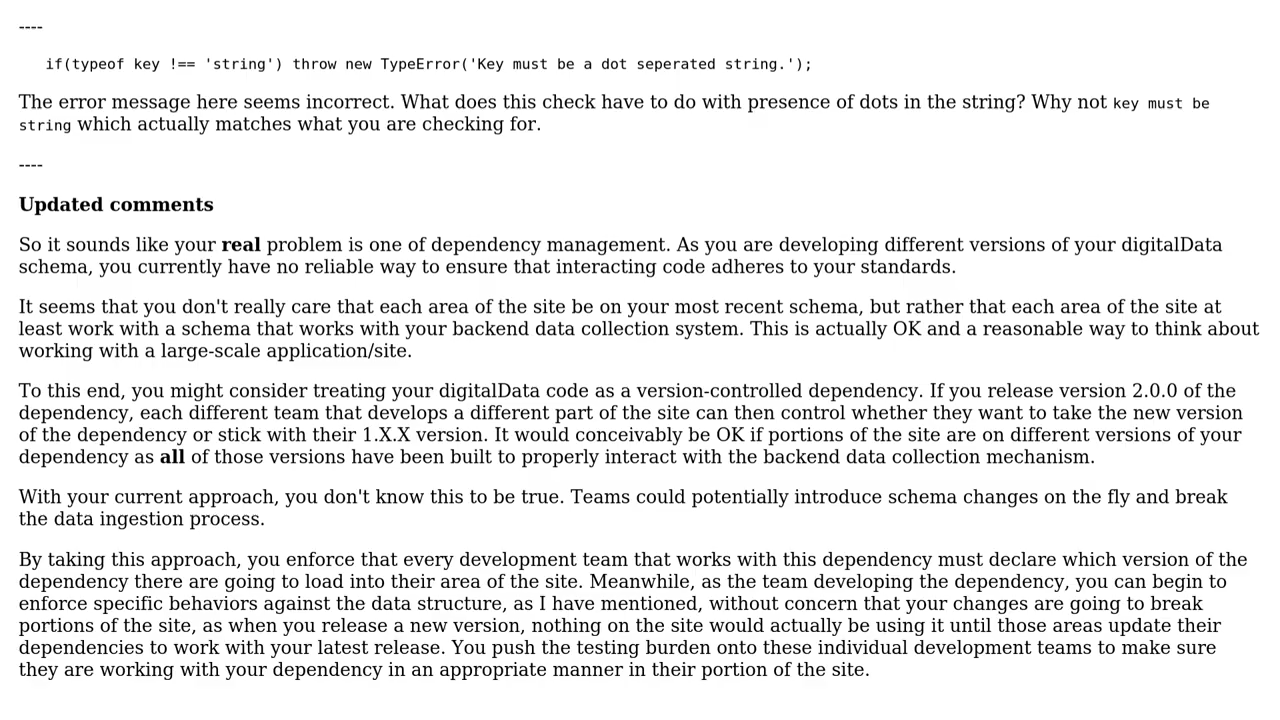 ----
if(typeof key !== 'string') throw new TypeError('Key must be a dot seperated string.');
The error message here seems incorrect. What does this check have to do with presence of dots in the string? Why not key must be
string which actually matches what you are checking for.
----
Updated comments
So it sounds like your real problem is one of dependency management. As you are developing different versions of your digitalData
schema, you currently have no reliable way to ensure that interacting code adheres to your standards.
It seems that you don't really care that each area of the site be on your most recent schema, but rather that each area of the site at
least work with a schema that works with your backend data collection system. This is actually OK and a reasonable way to think about
working with a large-scale application/site.
To this end, you might consider treating your digitalData code as a version-controlled dependency. If you release version 2.0.0 of the
dependency, each different team that develops a different part of the site can then control whether they want to take the new version
of the dependency or stick with their 1.X.X version. It would conceivably be OK if portions of the site are on different versions of your
dependency as all of those versions have been built to properly interact with the backend data collection mechanism.
With your current approach, you don't know this to be true. Teams could potentially introduce schema changes on the fly and break
the data ingestion process.
By taking this approach, you enforce that every development team that works with this dependency must declare which version of the
dependency there are going to load into their area of the site. Meanwhile, as the team developing the dependency, you can begin to
enforce specific behaviors against the data structure, as I have mentioned, without concern that your changes are going to break
portions of the site, as when you release a new version, nothing on the site would actually be using it until those areas update their
dependencies to work with your latest release. You push the testing burden onto these individual development teams to make sure
they are working with your dependency in an appropriate manner in their portion of the site.